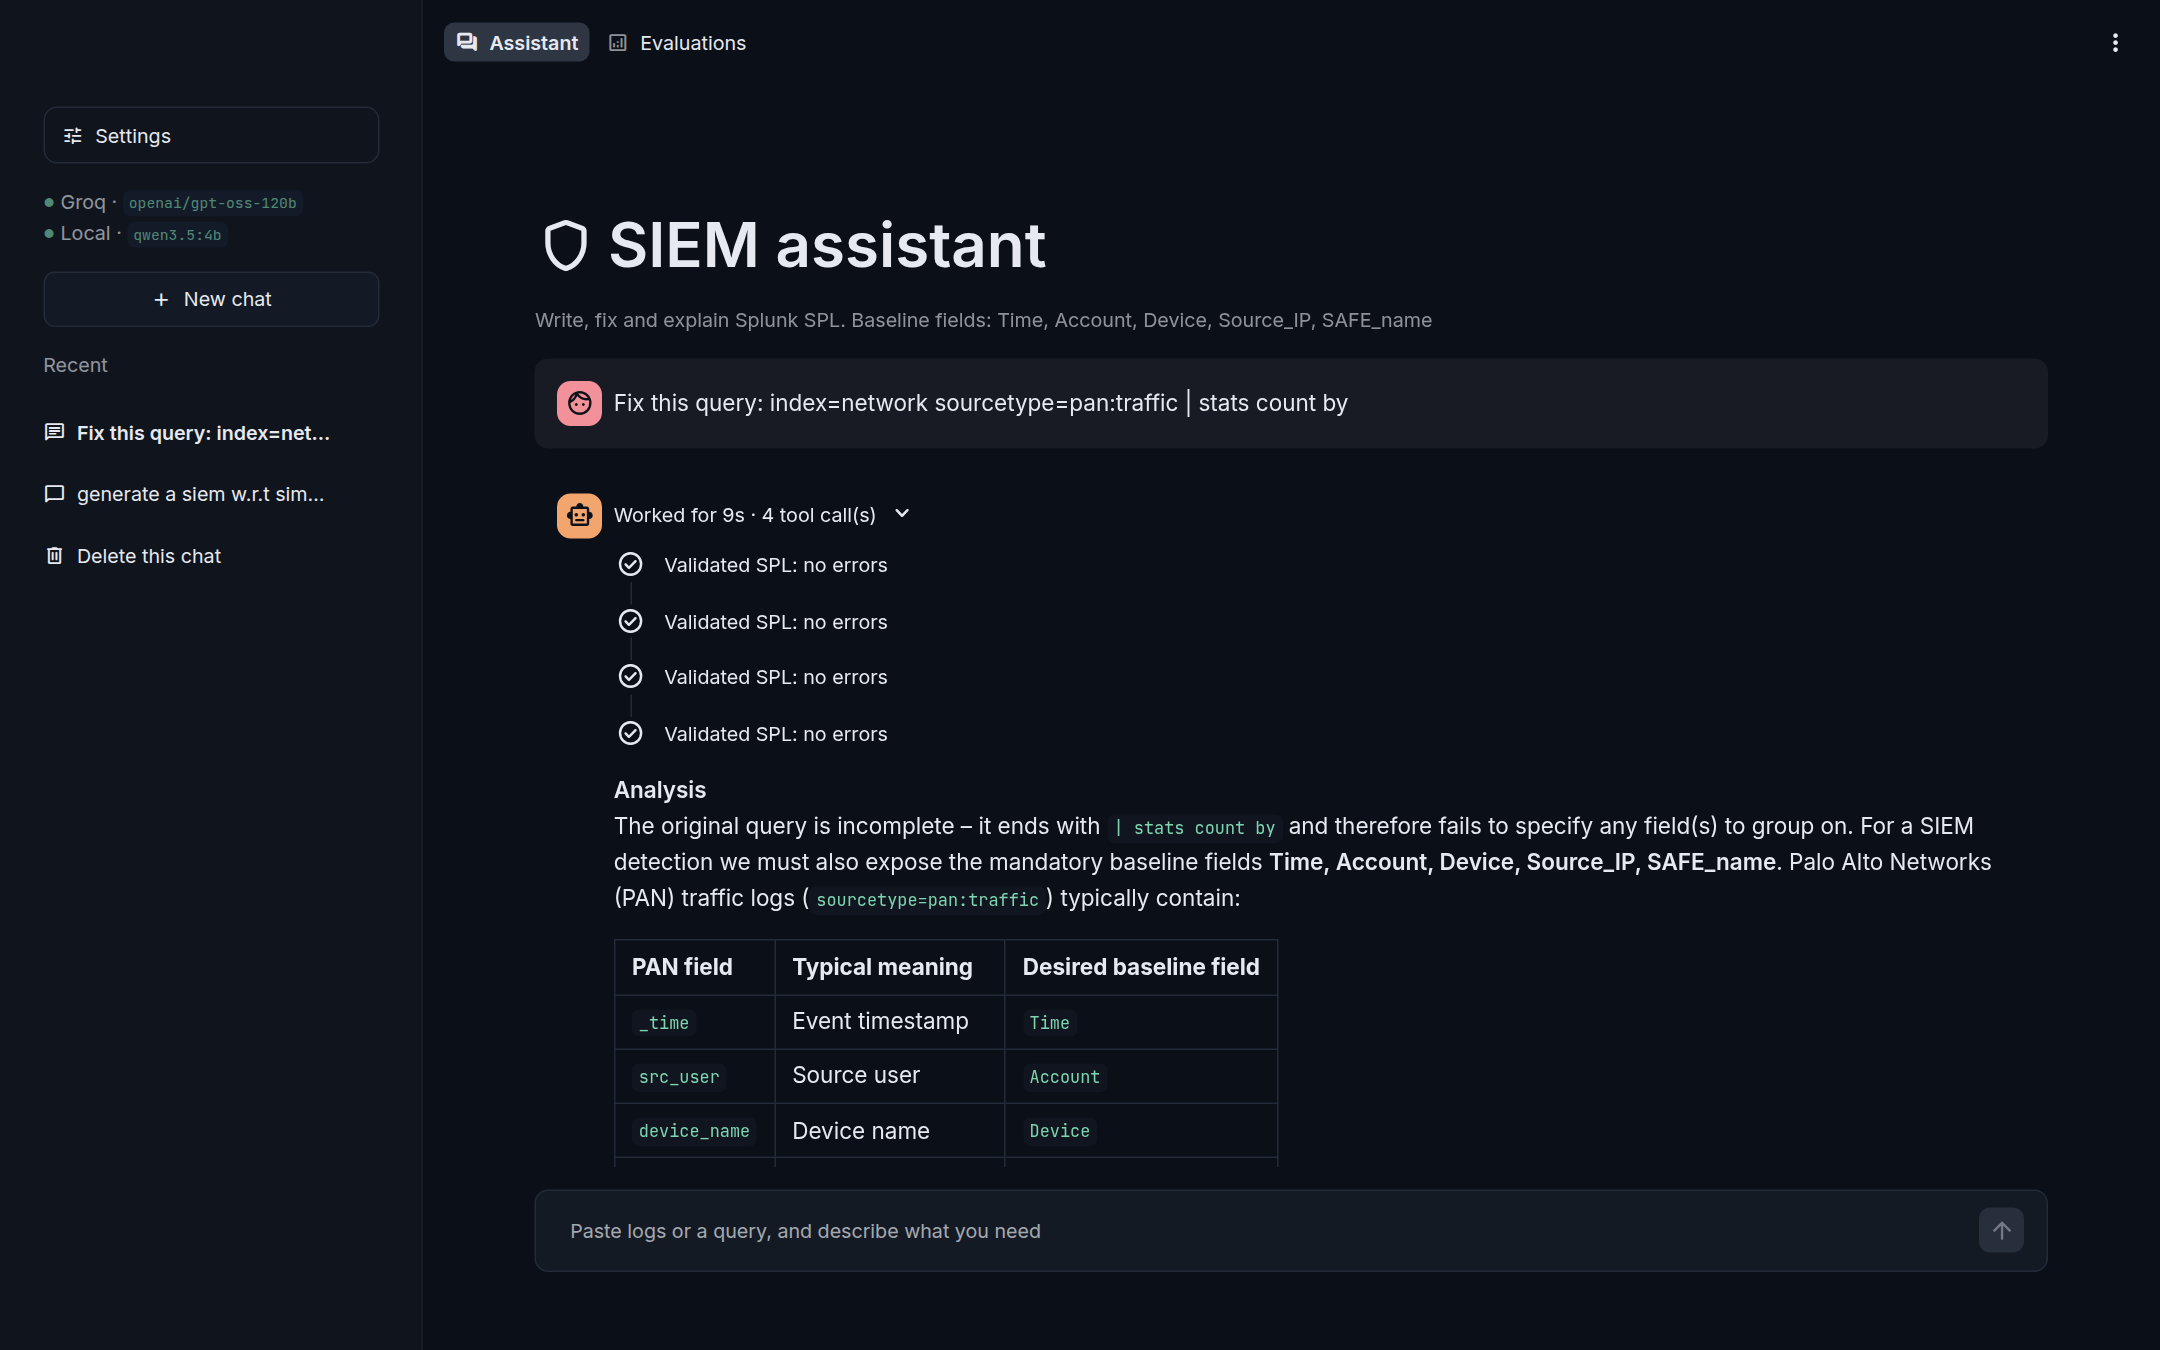 Assistant
Evaluations
Settings
Groq · openai/gpt-oss-120b
Local · qwen3.5:4b
+ New chat
Recent
Fix this query: index=net...
generate a siem w.r.t sim...
Delete this chat
SIEM assistant
Write, fix and explain Splunk SPL. Baseline fields: Time, Account, Device, Source_IP, SAFE_name
Fix this query: index=network sourcetype=pan:traffic | stats count by
Worked for 9s · 4 tool call(s)
Validated SPL: no errors
Validated SPL: no errors
Validated SPL: no errors
Validated SPL: no errors
Analysis
The original query is incomplete – it ends with | stats count by and therefore fails to specify any field(s) to group on. For a SIEM
detection we must also expose the mandatory baseline fields Time, Account, Device, Source_IP, SAFE_name. Palo Alto Networks
(PAN) traffic logs ( sourcetype=pan:traffic ) typically contain:
PAN field Typical meaning Desired baseline field
_time Event timestamp Time
src_user Source user Account
device_name Device name Device
Paste logs or a query, and describe what you need